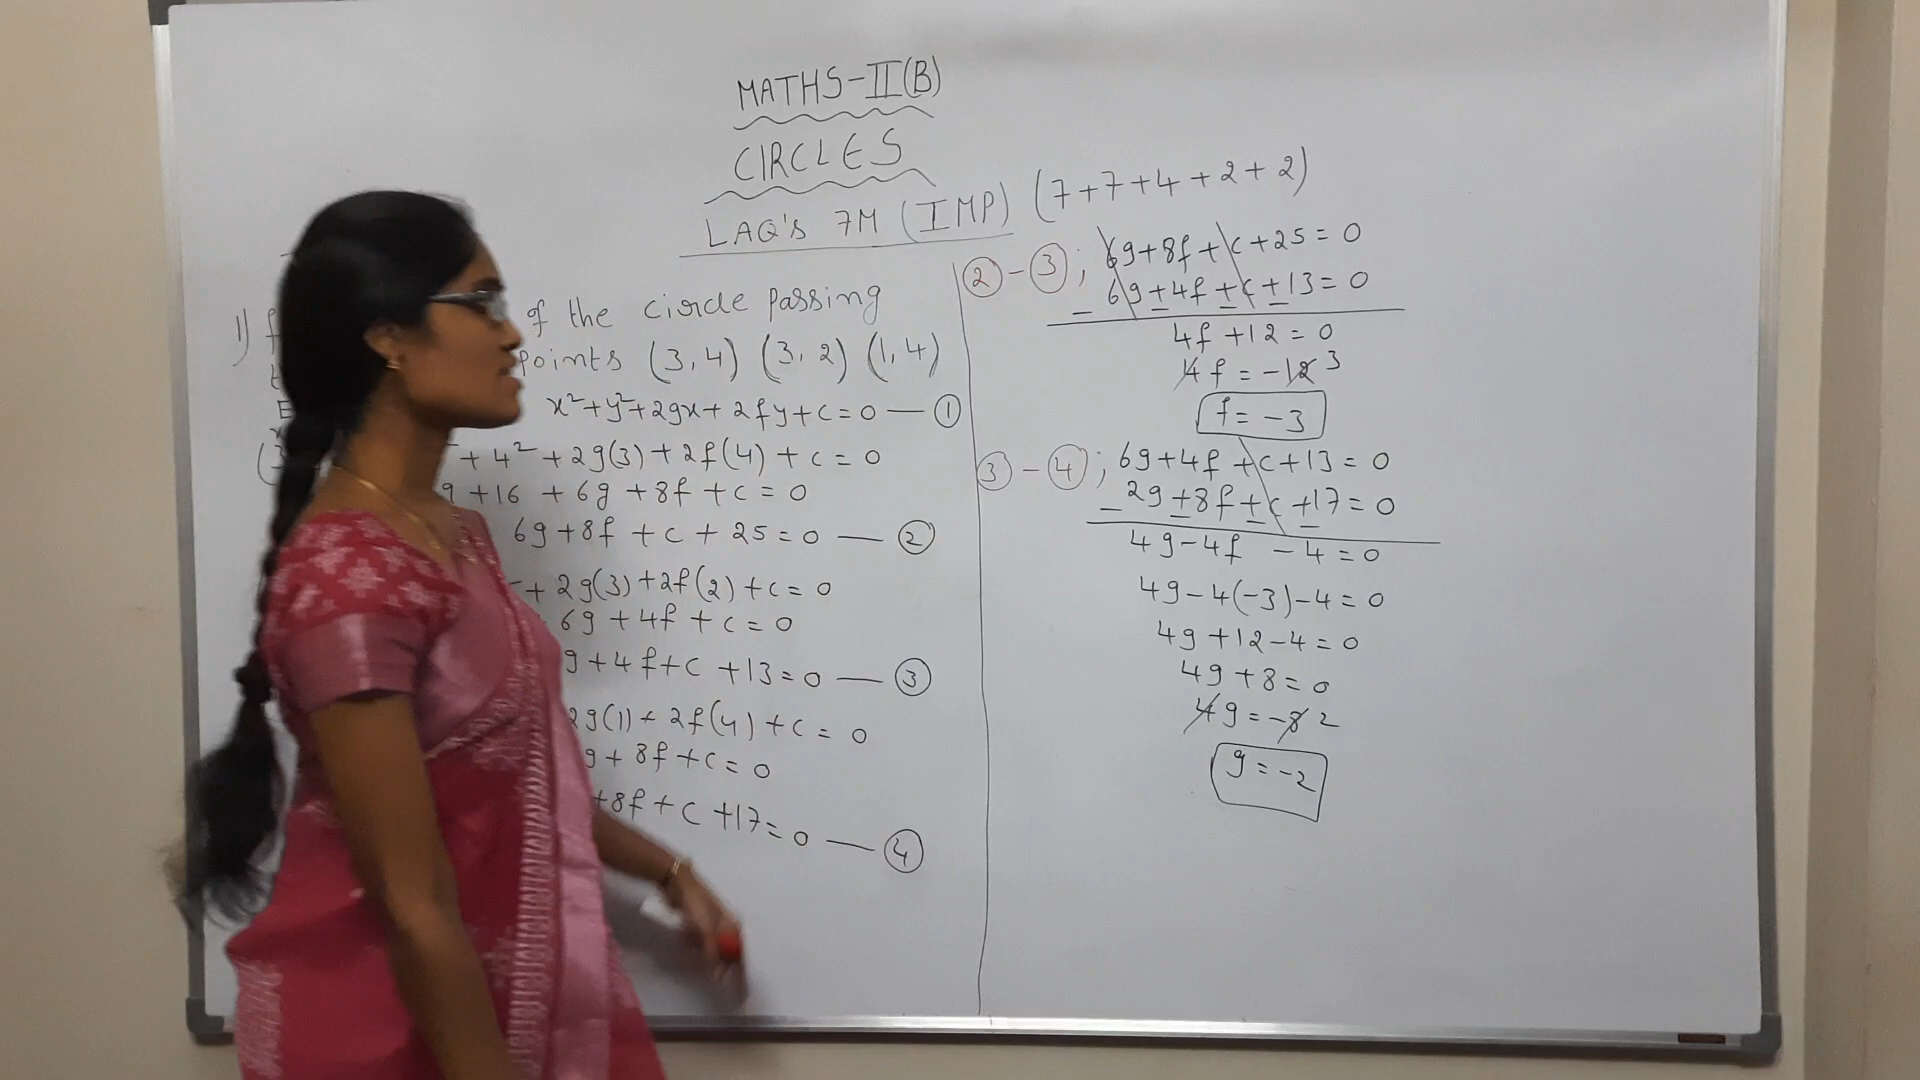 MATHS-II(B)
CIRCLES
LAQ's 7M (IMP) (7+7+4+2+2)
1) f of the circle passing
t points (3,4) (3,2) (1,4)
E x²+y²+2gx+2fy+c=0 — ①
+ 4² + 2g(3) + 2f(4) + c = 0
9 + 16 + 6g + 8f + c = 0
6g + 8f + c + 25 = 0 — ②
+ 2g(3) + 2f(2) + c = 0
6g + 4f + c = 0
g + 4f + c + 13 = 0 — ③
2g(1) + 2f(4) + c = 0
g + 8f + c = 0
+8f + c + 17 = 0 — ④
② - ③ ; 6g+8f+c+25=0
- 6g+4f+c+13=0
4f+12=0
4f = -12 3
f = -3
③ - ④ ; 6g+4f+c+13=0
- 2g+8f+c+17=0
4g-4f -4=0
4g-4(-3)-4=0
4g+12-4=0
4g+8=0
4g=-8 2
g=-2